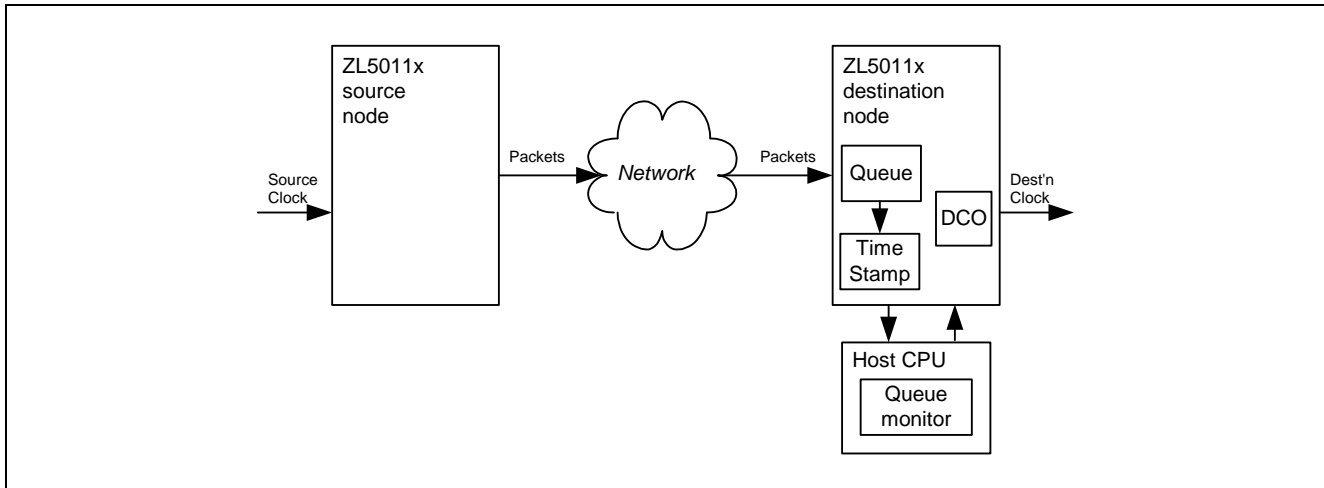 ZL5011x
source
node
Source
Clock
Packets
Network
Packets
ZL5011x
destination
node
Queue
Time
Stamp
DCO
Dest'n
Clock
Host CPU
Queue
monitor